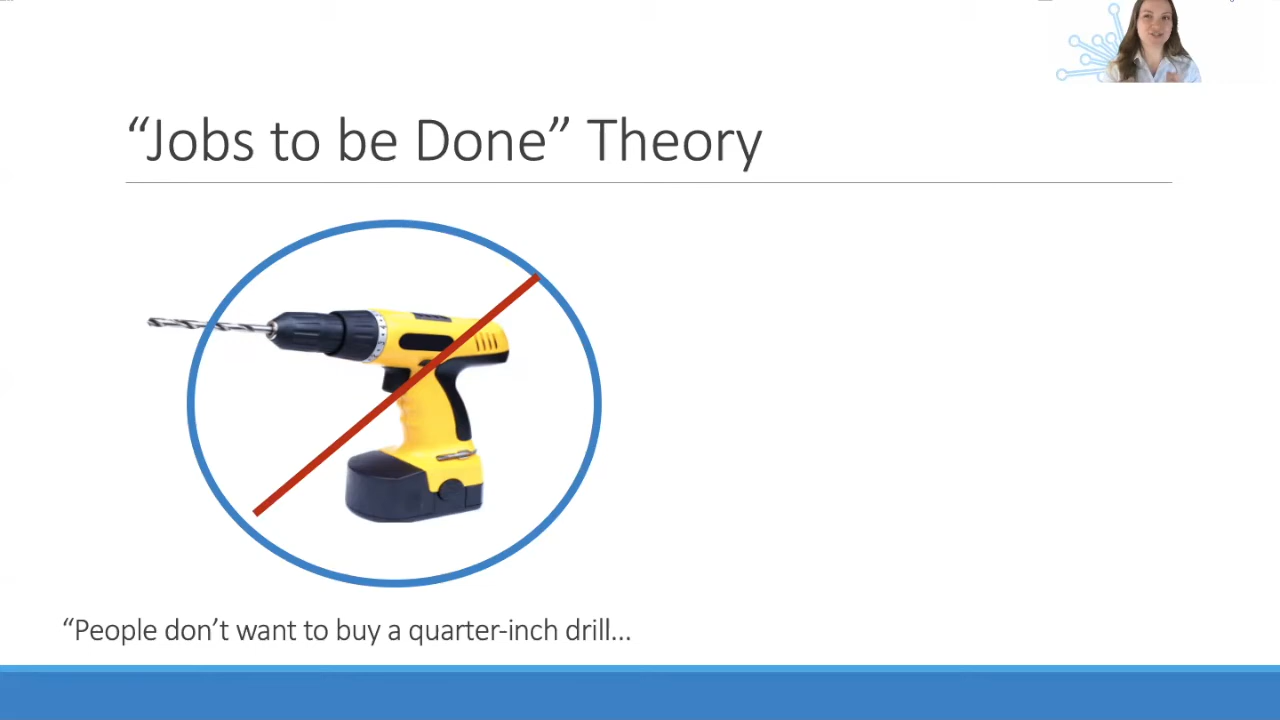 “Jobs to be Done” Theory
“People don’t want to buy a quarter-inch drill...